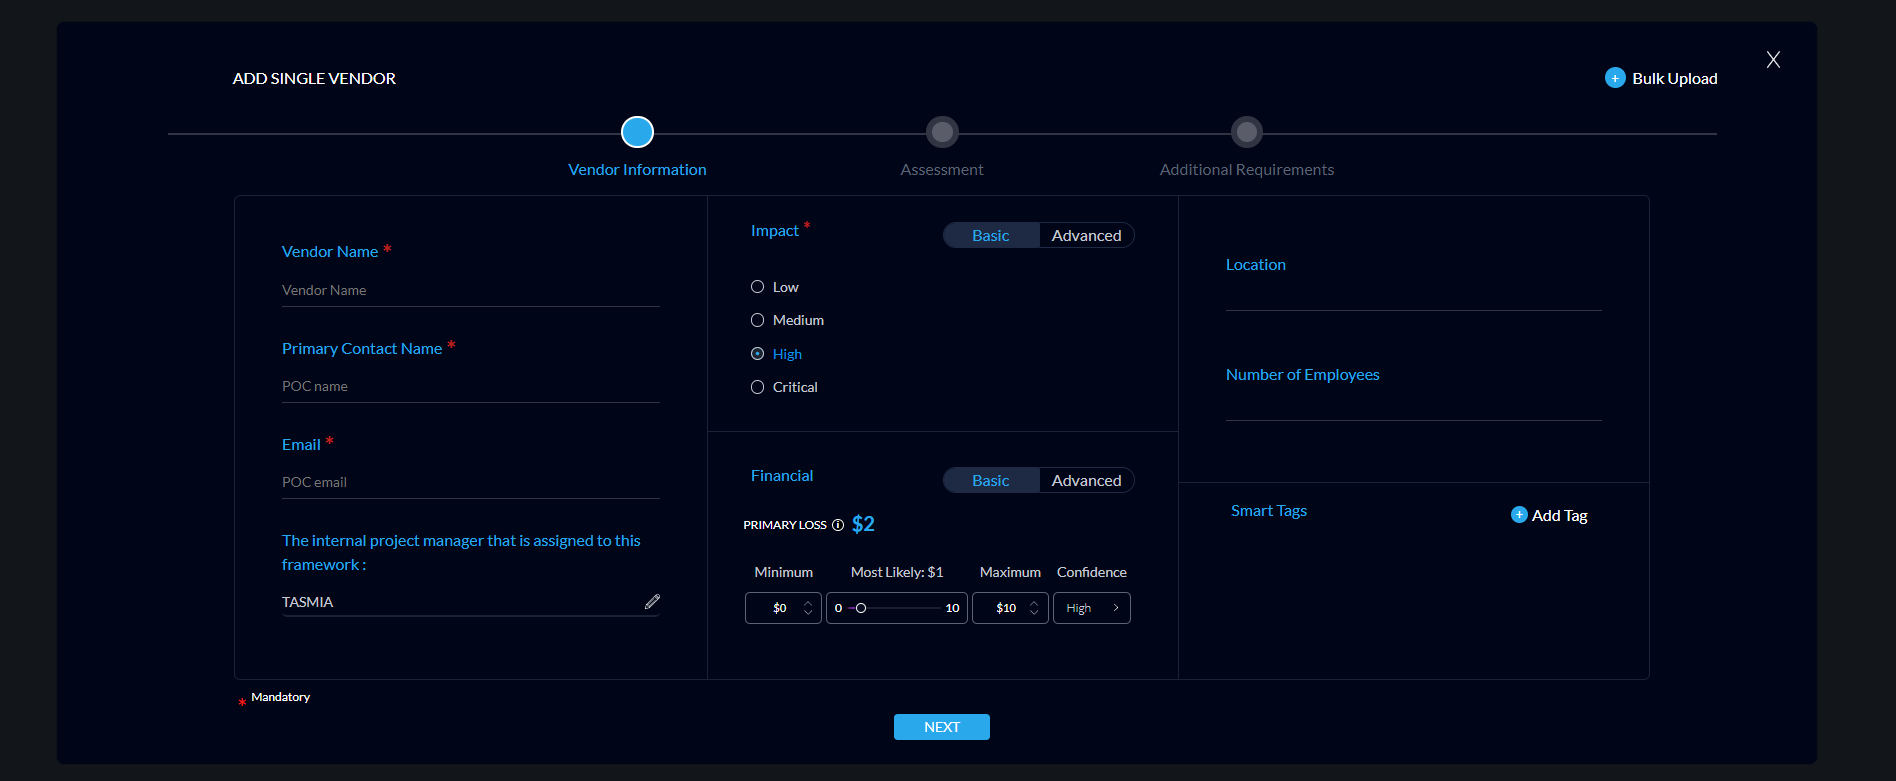 X
ADD SINGLE VENDOR
+ Bulk Upload
Vendor Information
Assessment
Additional Requirements
Vendor Name *
Vendor Name
Primary Contact Name *
POC name
Email *
POC email
The internal project manager that is assigned to this
framework :
TASMIA
Impact *
Basic Advanced
Low
Medium
High
Critical
Financial
Basic Advanced
PRIMARY LOSS i $2
Minimum Most Likely: $1 Maximum Confidence
$0 0 10 $10 High >
Location
Number of Employees
Smart Tags
+ Add Tag
* Mandatory
NEXT